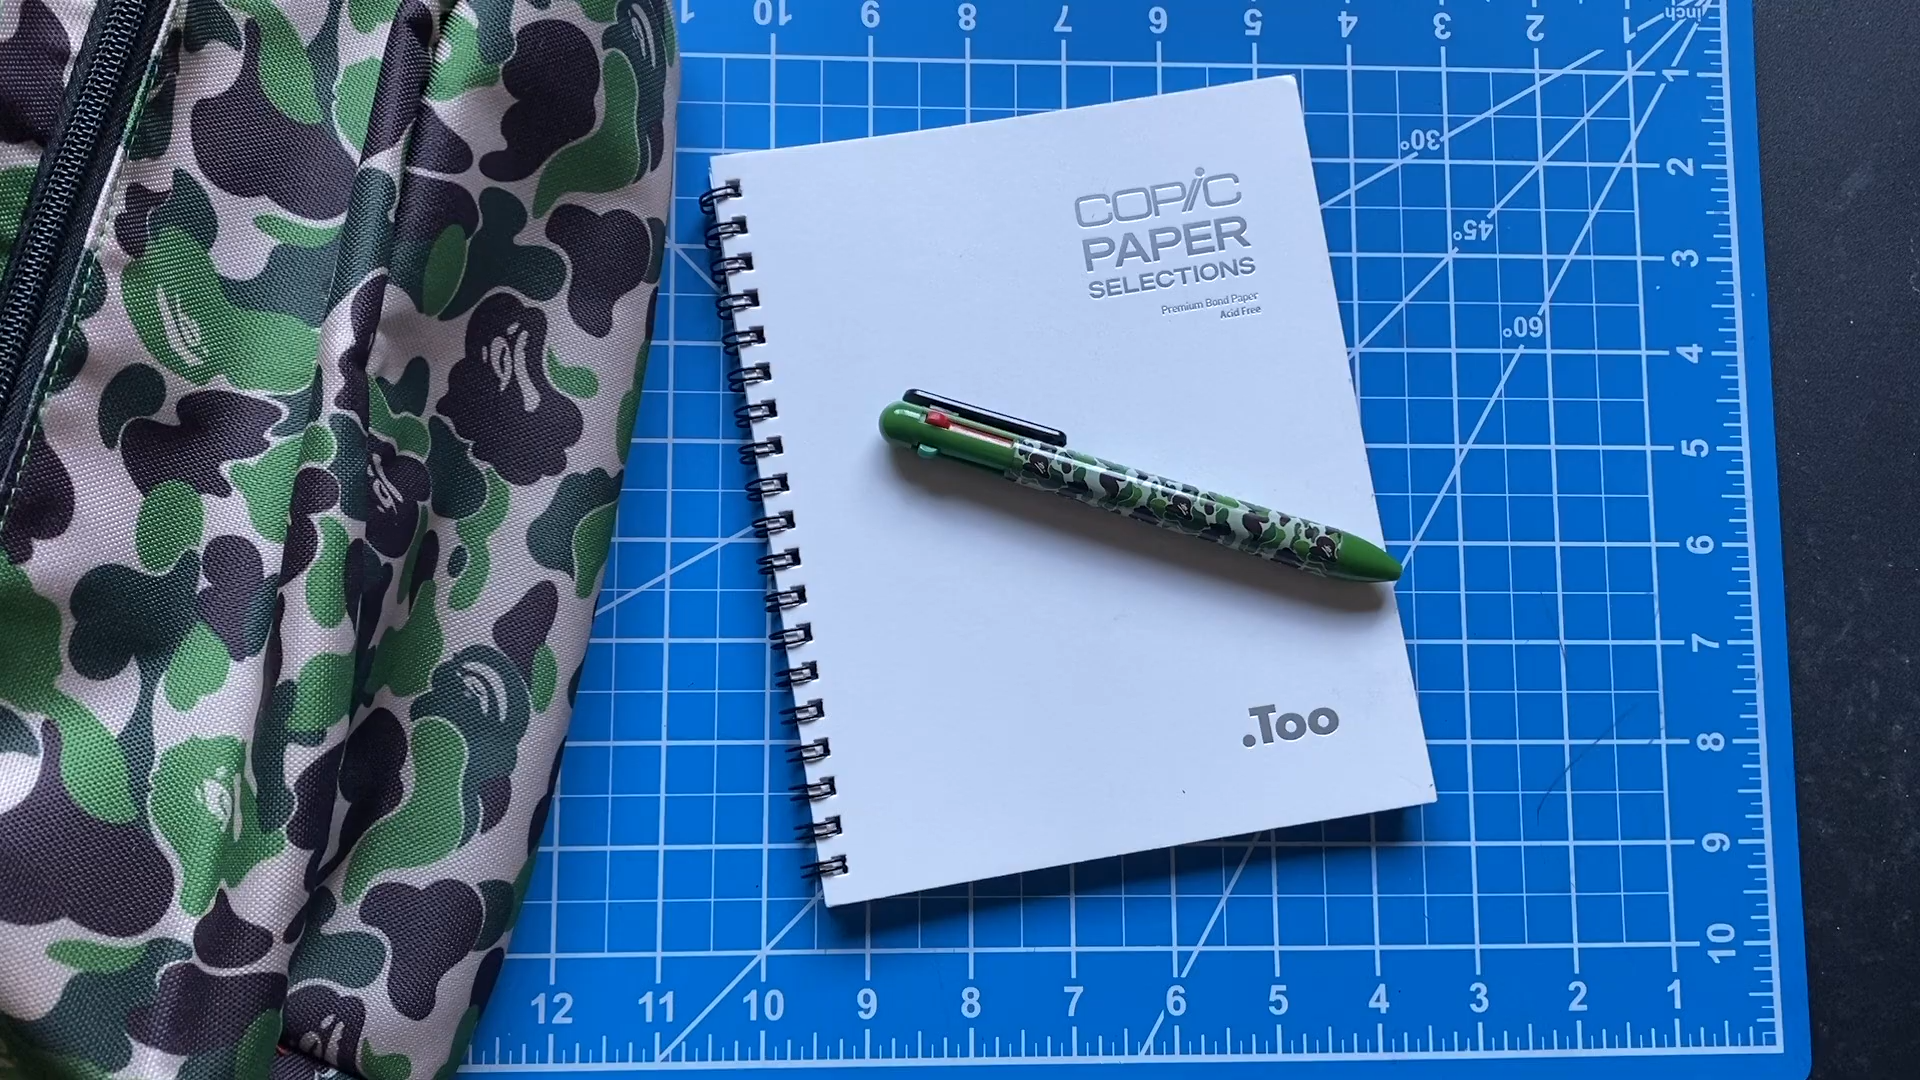 1 10 9 8 7 6 5 4 3 2 1 inch
COPiC
PAPER
SELECTIONS
Premium Bond Paper
Acid Free
.Too
30°
45°
60°
1
2
3
4
5
6
7
8
9
10
12 11 10 9 8 7 6 5 4 3 2 1